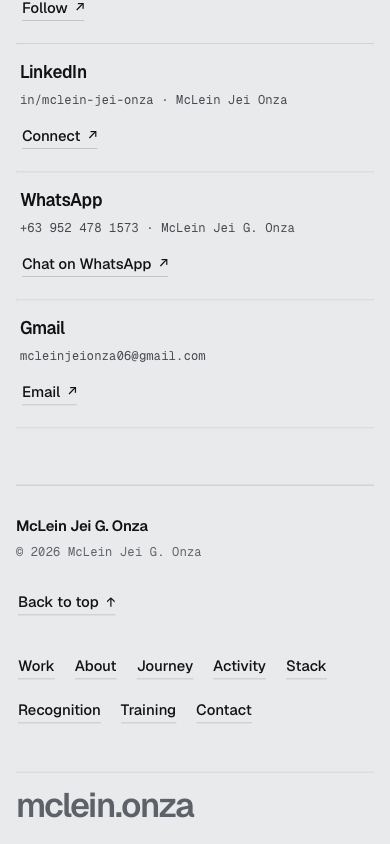 Follow ↗
LinkedIn
in/mclein-jei-onza · McLein Jei Onza
Connect ↗
WhatsApp
+63 952 478 1573 · McLein Jei G. Onza
Chat on WhatsApp ↗
Gmail
mcleinjeionza06@gmail.com
Email ↗
McLein Jei G. Onza
© 2026 McLein Jei G. Onza
Back to top ↑
Work About Journey Activity Stack
Recognition Training Contact
mclein.onza